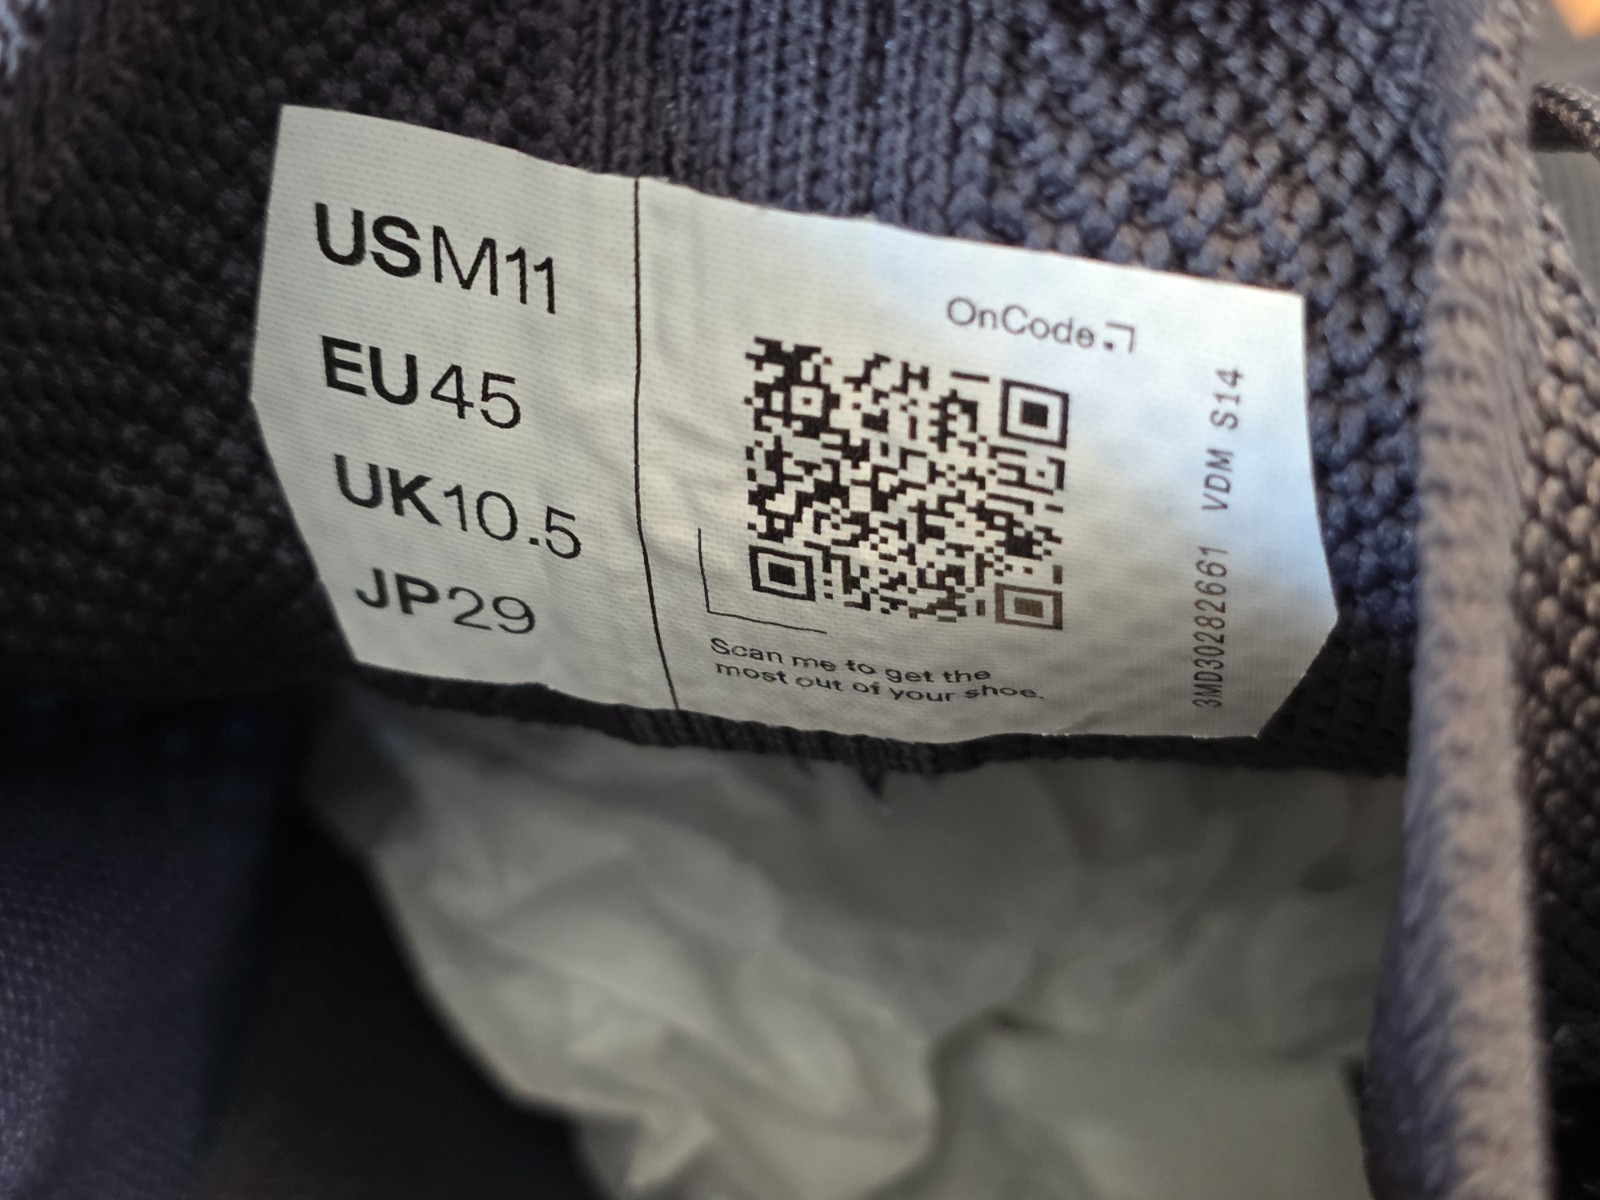 USM11
EU45
UK10.5
JP29
OnCode
Scan me to get the
most out of your shoe.
3MD30282661 VDM S14